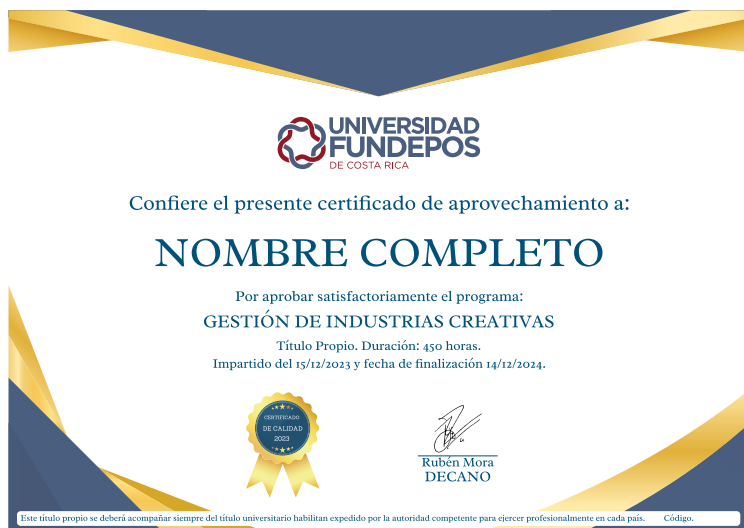 UNIVERSIDAD
FUNDEPOS
DE COSTA RICA
Confiere el presente certificado de aprovechamiento a:
NOMBRE COMPLETO
Por aprobar satisfactoriamente el programa:
GESTIÓN DE INDUSTRIAS CREATIVAS
Título Propio. Duración: 450 horas.
Impartido del 15/12/2023 y fecha de finalización 14/12/2024.
CERTIFICADO
DE CALIDAD
2023
Rubén Mora
DECANO
Este título propio se deberá acompañar siempre del título universitario habilitan expedido por la autoridad competente para ejercer profesionalmente en cada país. Código.